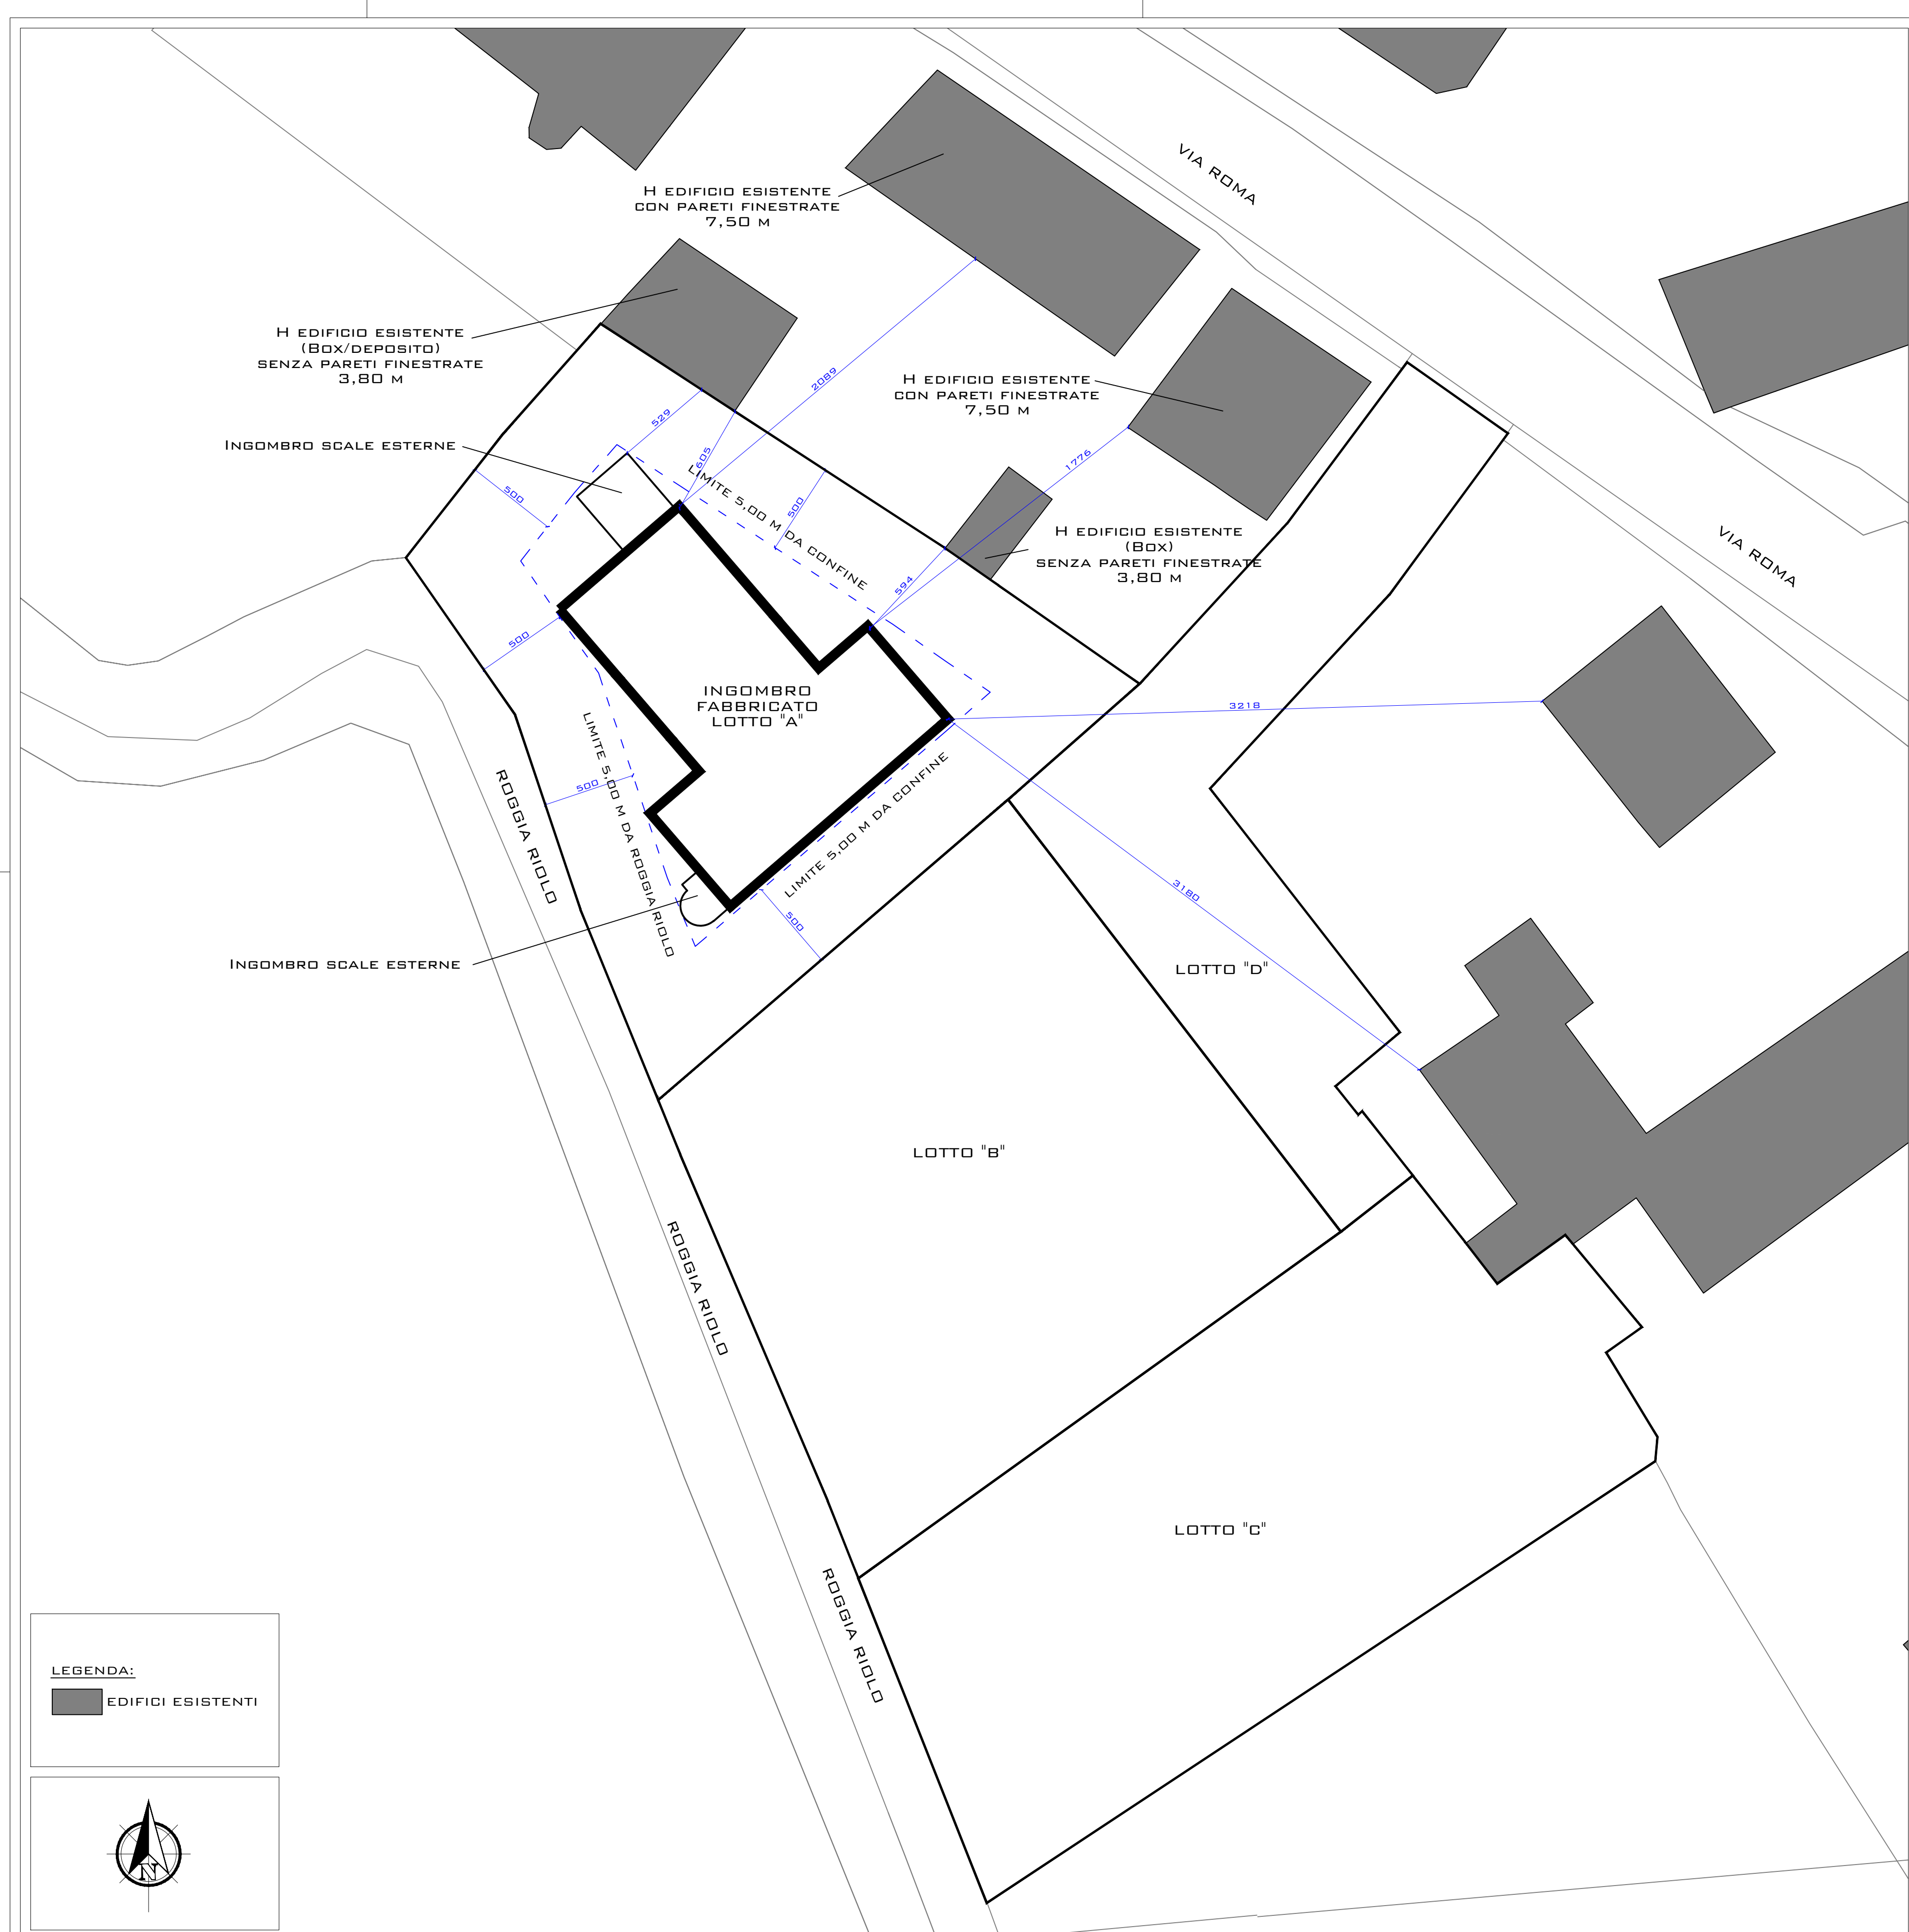 VIA ROMA
H EDIFICIO ESISTENTE
CON PARETI FINESTRATE
7,50 M
H EDIFICIO ESISTENTE
(BOX/DEPOSITO)
SENZA PARETI FINESTRATE
3,80 M
2089
H EDIFICIO ESISTENTE
CON PARETI FINESTRATE
7,50 M
529
INGOMBRO SCALE ESTERNE
605
1776
500
500
LIMITE 5,00 M DA CONFINE
H EDIFICIO ESISTENTE
(BOX)
SENZA PARETI FINESTRATE
3,80 M
VIA ROMA
594
500
INGOMBRO
FABBRICATO
LOTTO "A"
3218
500
LIMITE 5,00 M DA ROGGIA RIOLO
LIMITE 5,00 M DA CONFINE
ROGGIA RIOLO
3180
500
INGOMBRO SCALE ESTERNE
LOTTO "D"
LOTTO "B"
ROGGIA RIOLO
LOTTO "C"
ROGGIA RIOLO
LEGENDA:
EDIFICI ESISTENTI
N